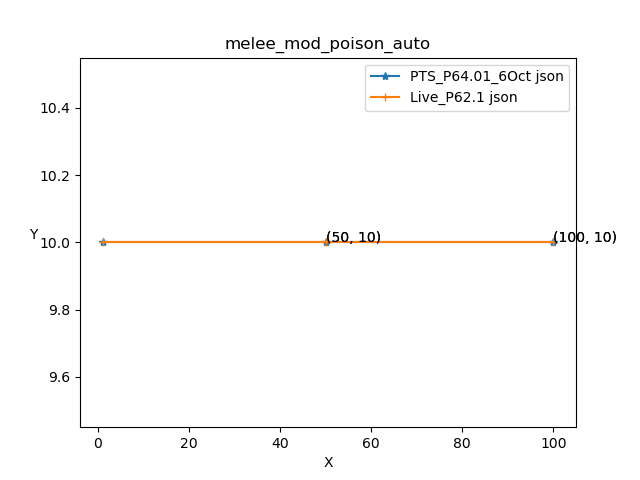 melee_mod_poison_auto
PTS_P64.01_6Oct json
Live_P62.1 json
10.4
10.2
Y
10.0
9.8
9.6
(50, 10)
(100, 10)
0
20
40
60
80
100
X